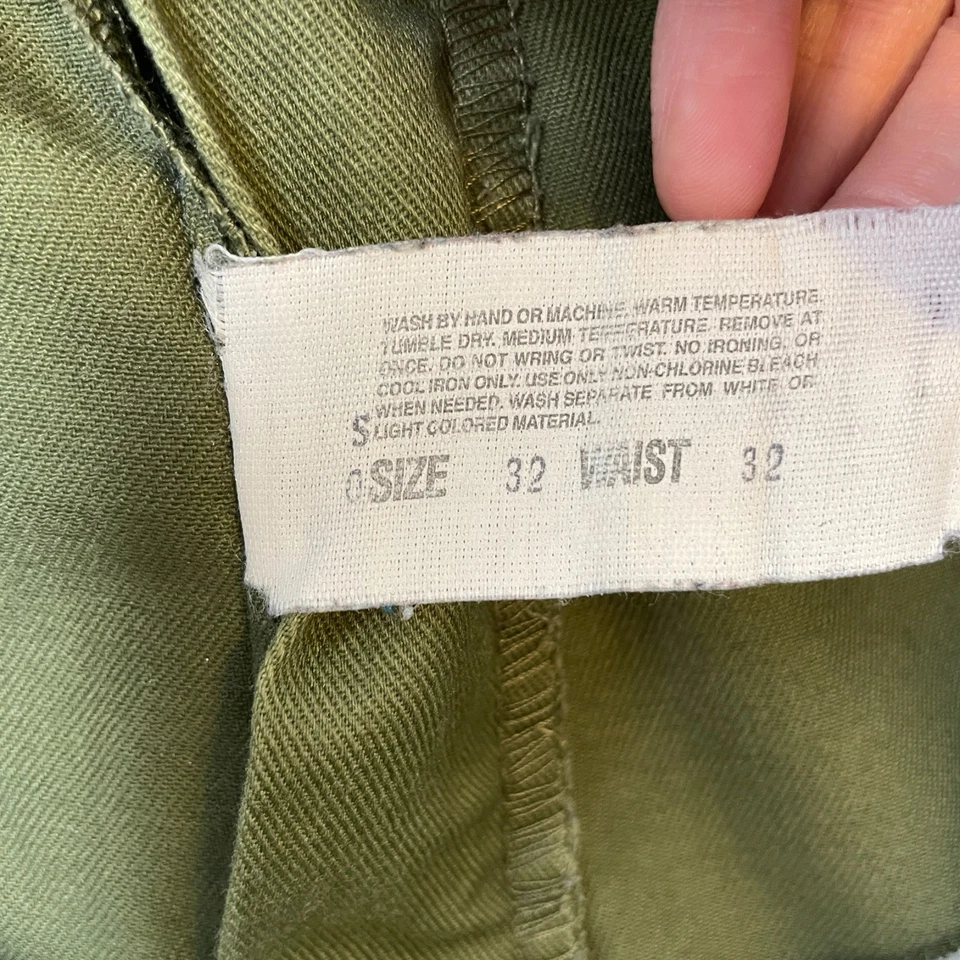 WASH BY HAND OR MACHINE. WARM TEMPERATURE.
TUMBLE DRY. MEDIUM TEMPERATURE. REMOVE AT
ONCE. DO NOT WRING OR TWIST. NO IRONING, OR
COOL IRON ONLY. USE ONLY NON-CHLORINE BLEACH
WHEN NEEDED. WASH SEPARATE FROM WHITE OR
S LIGHT COLORED MATERIAL.
SIZE 32 WAIST 32